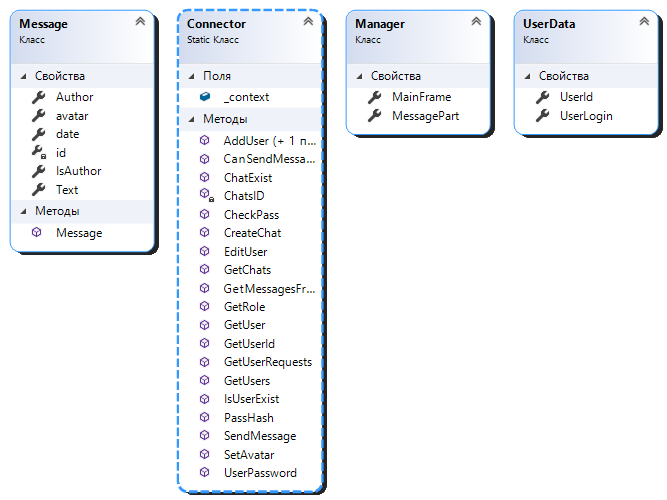 Message
Класс
Свойства
Author
avatar
date
id
IsAuthor
Text
Методы
Message
Connector
Static Класс
Поля
_context
Методы
AddUser (+ 1 п...
CanSendMessa...
ChatExist
ChatsID
CheckPass
CreateChat
EditUser
GetChats
GetMessagesFr...
GetRole
GetUser
GetUserId
GetUserRequests
GetUsers
IsUserExist
PassHash
SendMessage
SetAvatar
UserPassword
Manager
Класс
Свойства
MainFrame
MessagePart
UserData
Класс
Свойства
UserId
UserLogin